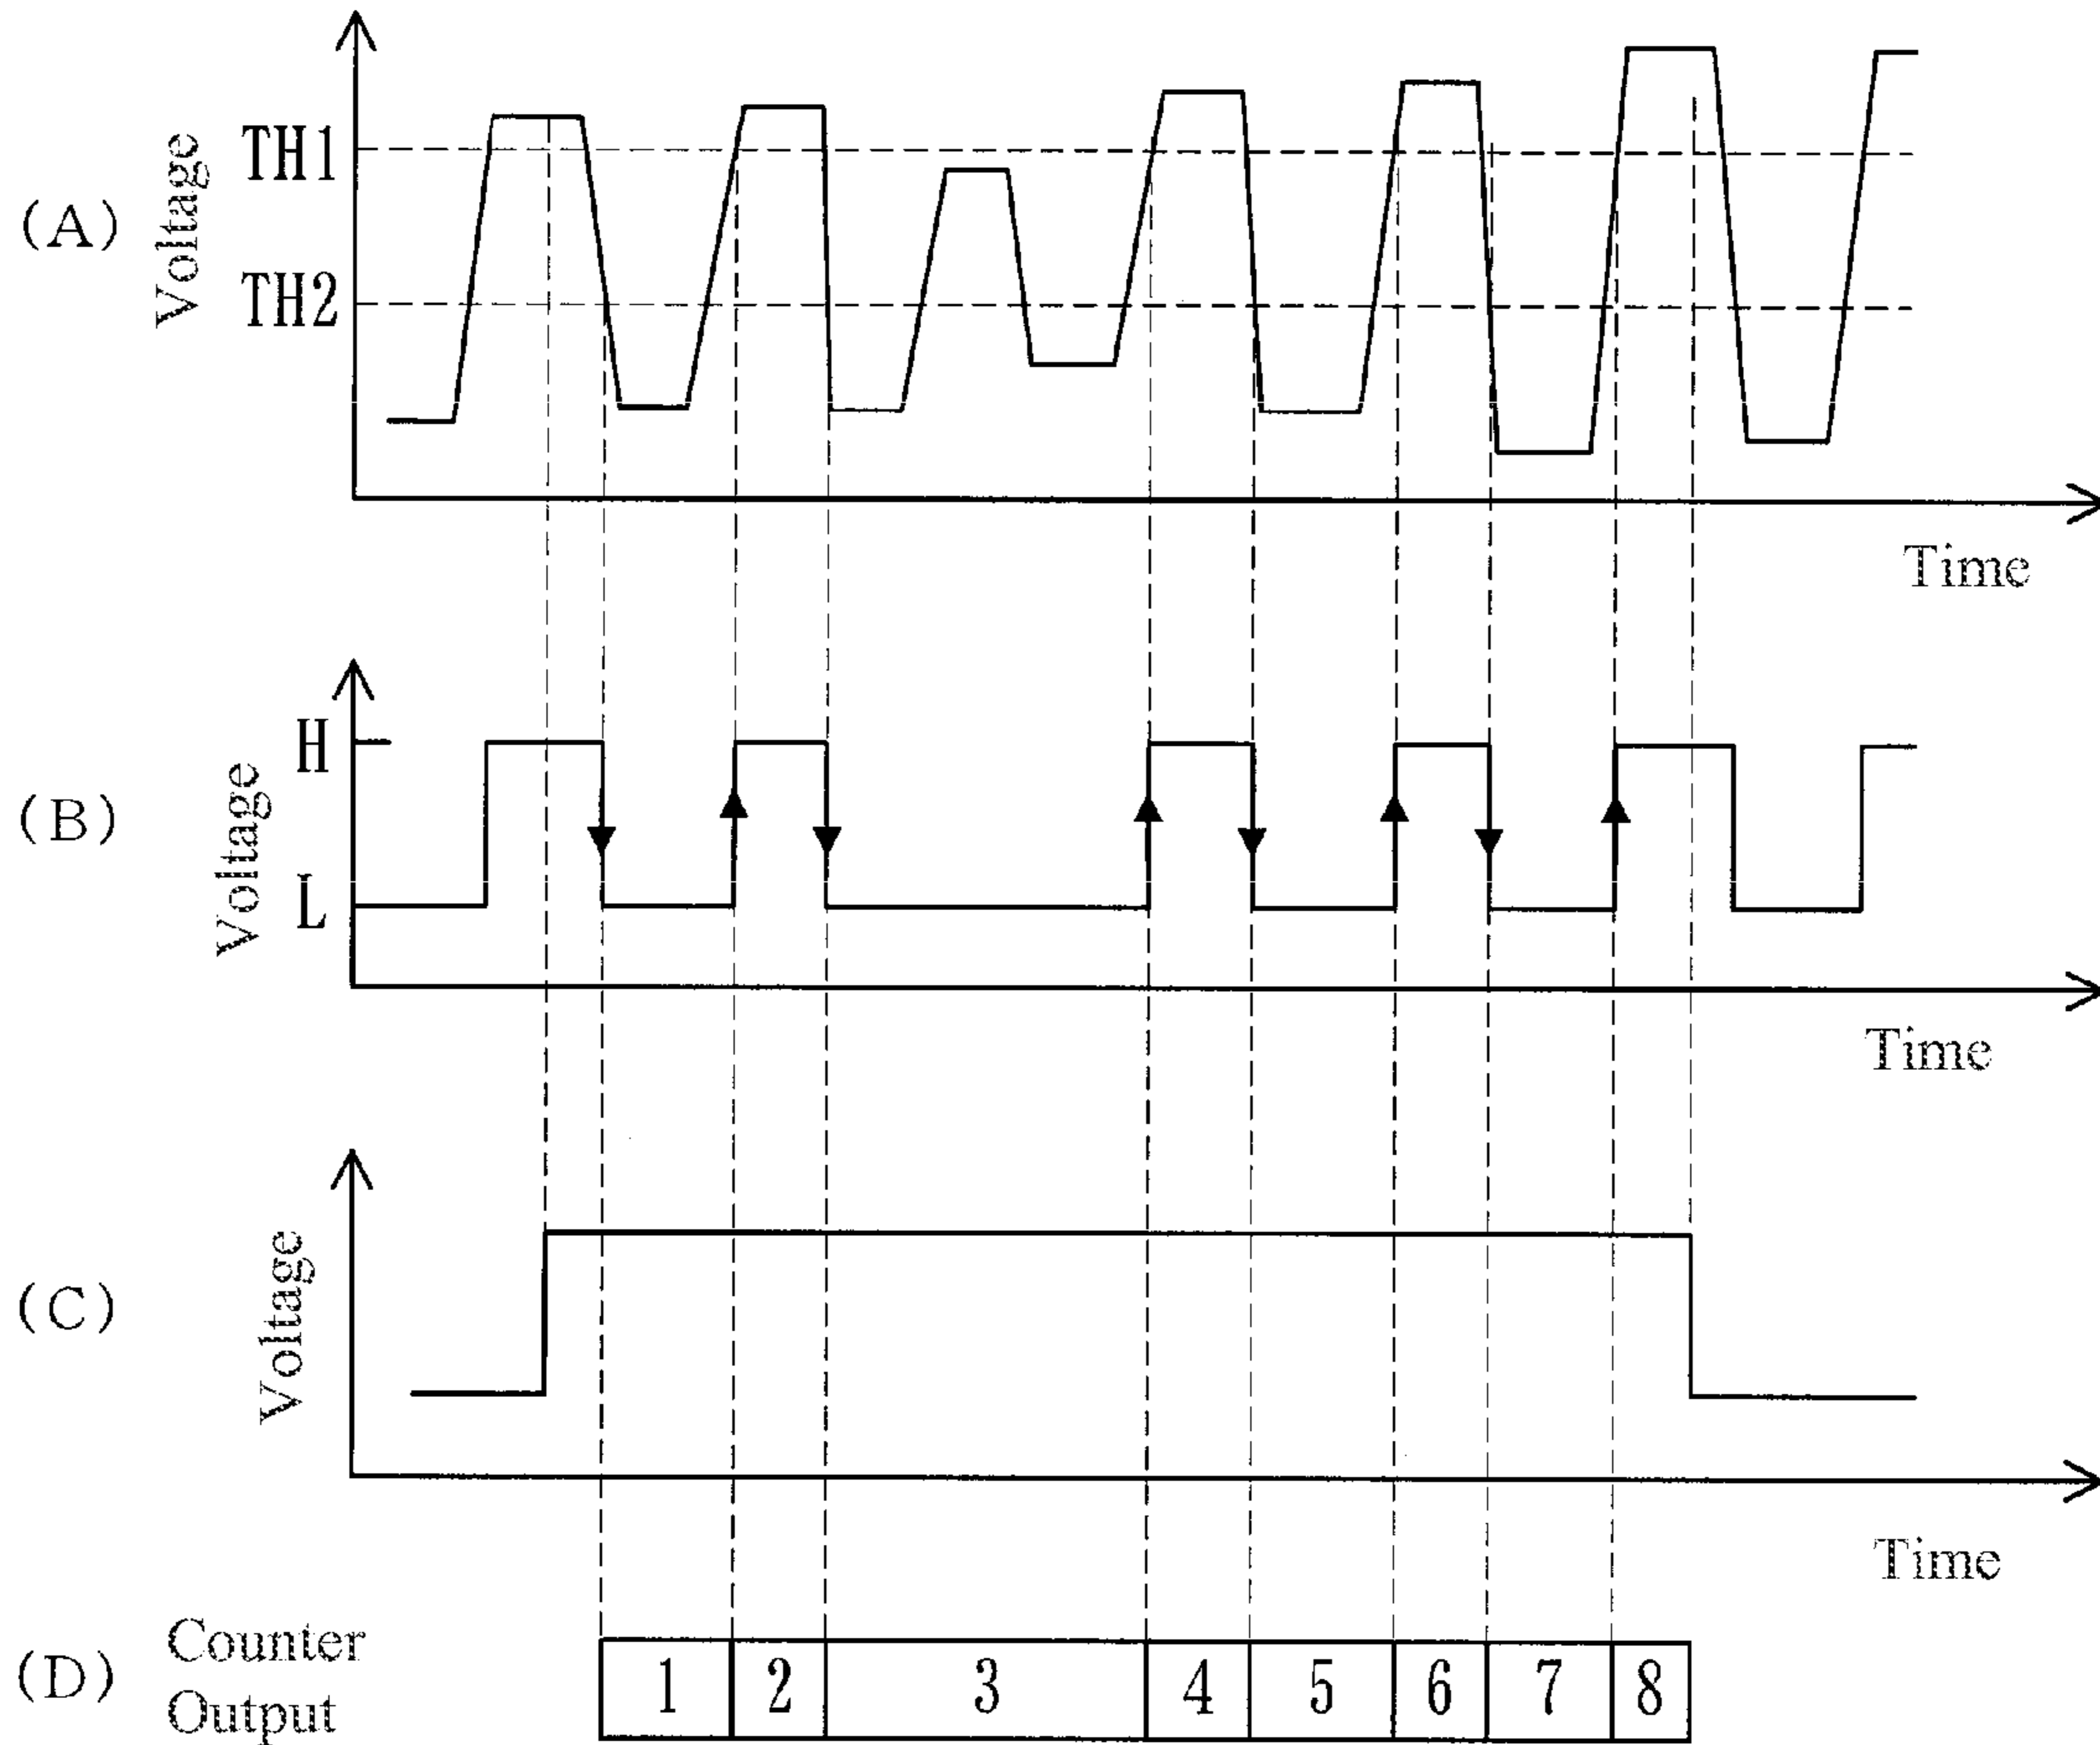 (A)
Voltage
TH1
TH2
Time
(B)
Voltage
H
L
Time
(C)
Voltage
Time
(D)
Counter
Output
1 2 3 4 5 6 7 8